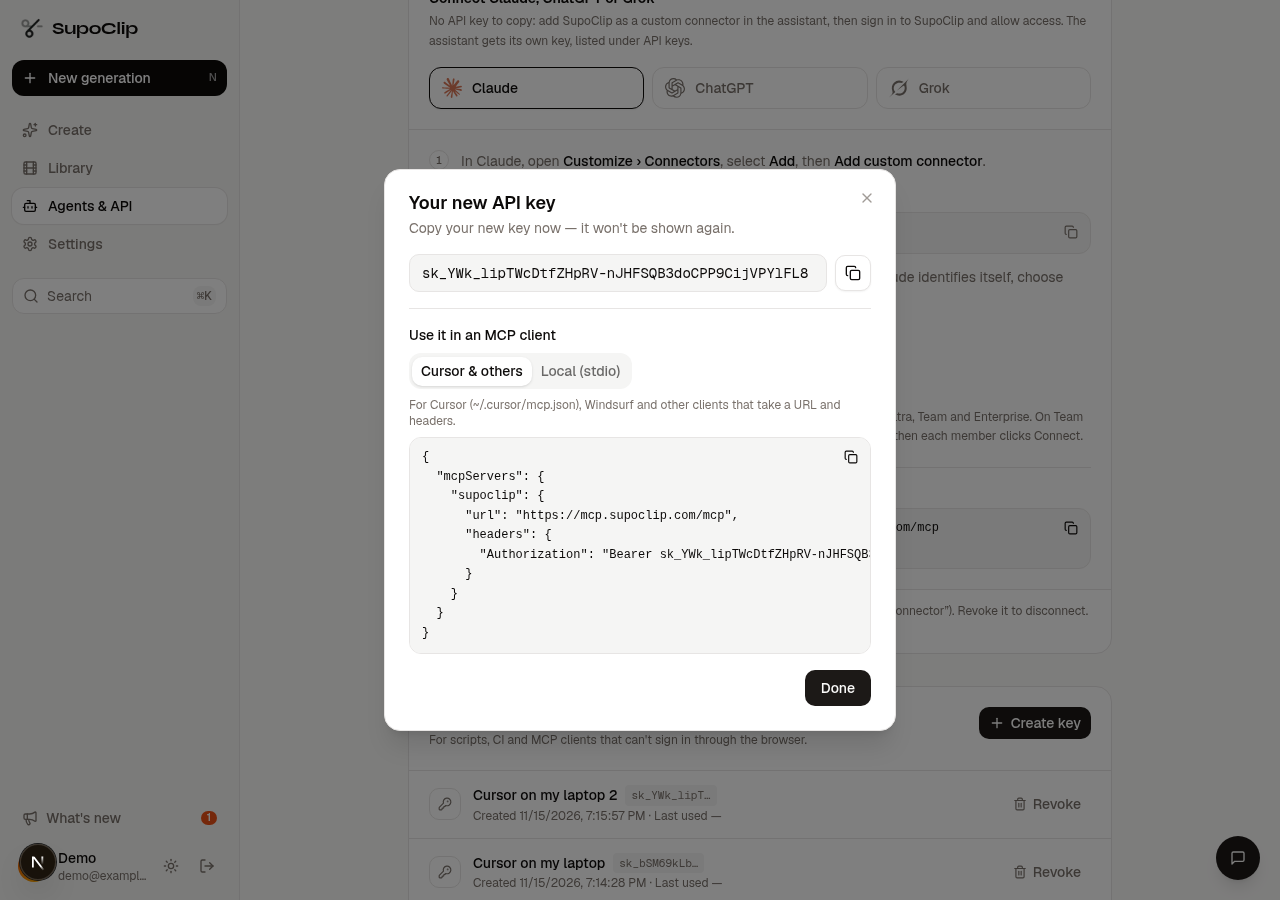 SupoClip
New generation
N
Create
Library
Agents & API
Settings
Search
⌘K
What's new
1
N
Demo
demo@exampl…
No API key to copy: add SupoClip as a custom connector in the assistant, then sign in to SupoClip and allow access. The
assistant gets its own key, listed under API keys.
Claude
ChatGPT
Grok
1
In Claude, open Customize › Connectors, select Add, then Add custom connector.
Your new API key
Copy your new key now — it won't be shown again.
sk_YWk_lipTWcDtfZHpRV-nJHFSQB3doCPP9CijVPYlFL8
Use it in an MCP client
Cursor & others
Local (stdio)
For Cursor (~/.cursor/mcp.json), Windsurf and other clients that take a URL and
headers.
{
"mcpServers": {
"supoclip": {
"url": "https://mcp.supoclip.com/mcp",
"headers": {
"Authorization": "Bearer sk_YWk_lipTWcDtfZHpRV-nJHFSQB
}
}
}
}
Done
ude identifies itself, choose
tra, Team and Enterprise. On Team
then each member clicks Connect.
om/mcp
onnector"). Revoke it to disconnect.
Create key
For scripts, CI and MCP clients that can't sign in through the browser.
Cursor on my laptop 2
sk_YWk_lipT…
Created 11/15/2026, 7:15:57 PM · Last used —
Revoke
Cursor on my laptop
sk_bSM69kLb…
Created 11/15/2026, 7:14:28 PM · Last used —
Revoke